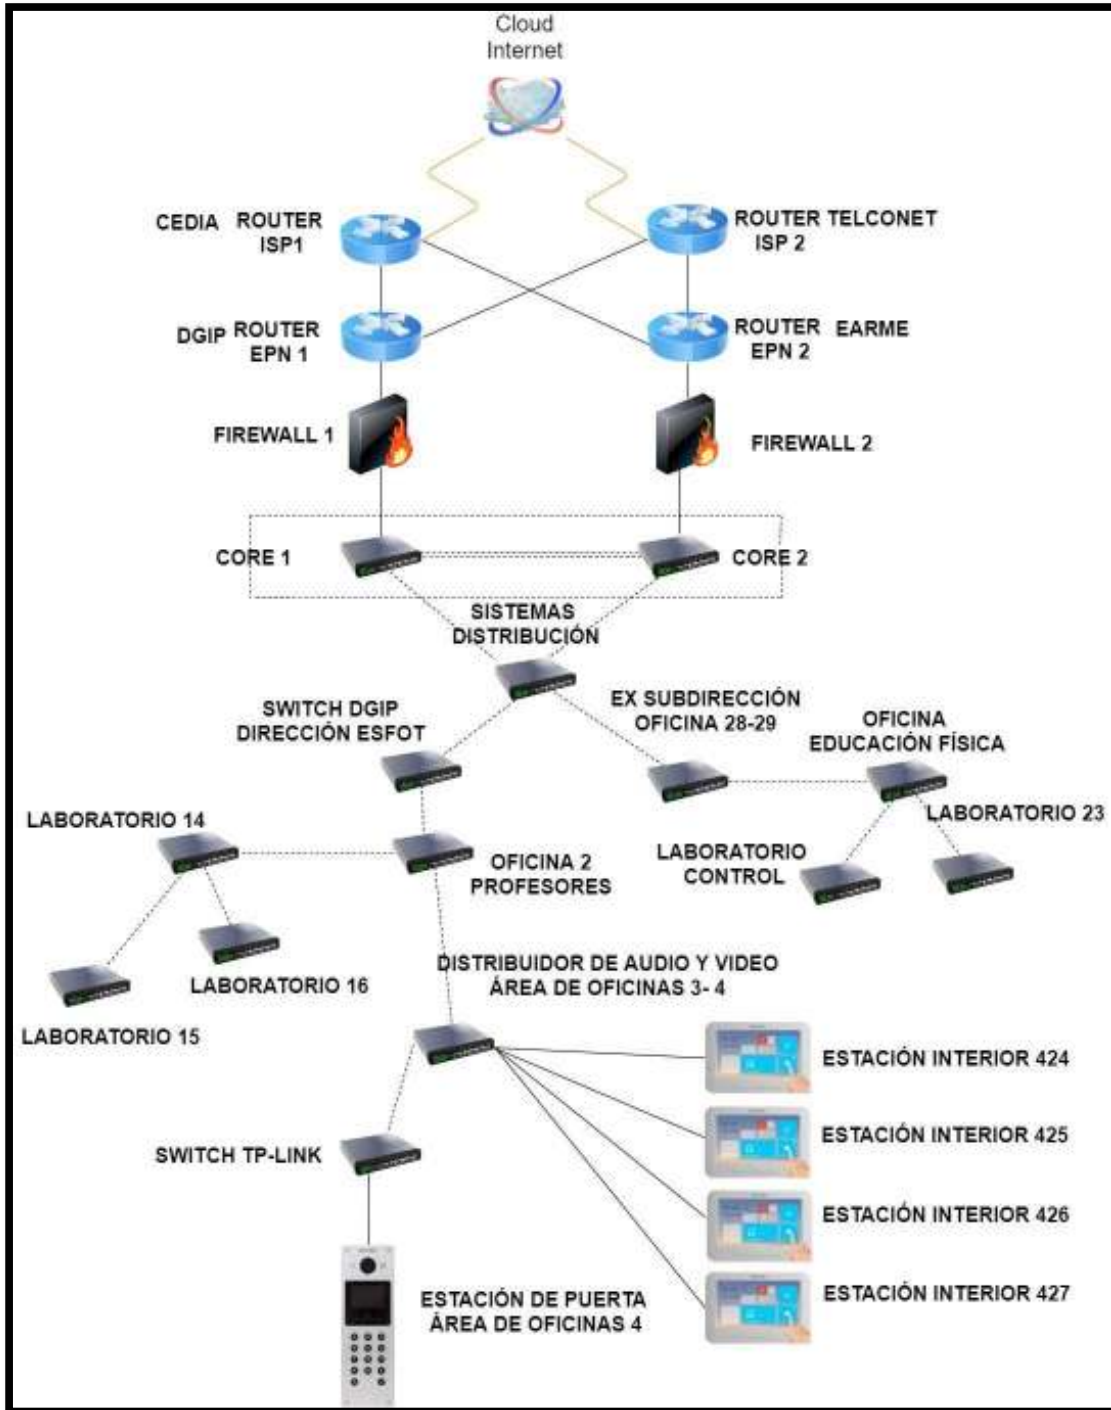 Cloud
Internet
CEDIA
ROUTER
ISP1
ROUTER TELCONET
ISP 2
DGIP
ROUTER
EPN 1
ROUTER
EPN 2
EARME
FIREWALL 1
FIREWALL 2
CORE 1
CORE 2
SISTEMAS
DISTRIBUCIÓN
SWITCH DGIP
DIRECCIÓN ESFOT
EX SUBDIRECCIÓN
OFICINA 28-29
OFICINA
EDUCACIÓN FÍSICA
LABORATORIO 14
LABORATORIO 23
OFICINA 2
PROFESORES
LABORATORIO
CONTROL
DISTRIBUIDOR DE AUDIO Y VIDEO
ÁREA DE OFICINAS 3- 4
LABORATORIO 16
LABORATORIO 15
ESTACIÓN INTERIOR 424
ESTACIÓN INTERIOR 425
SWITCH TP-LINK
ESTACIÓN INTERIOR 426
ESTACIÓN INTERIOR 427
ESTACIÓN DE PUERTA
ÁREA DE OFICINAS 4